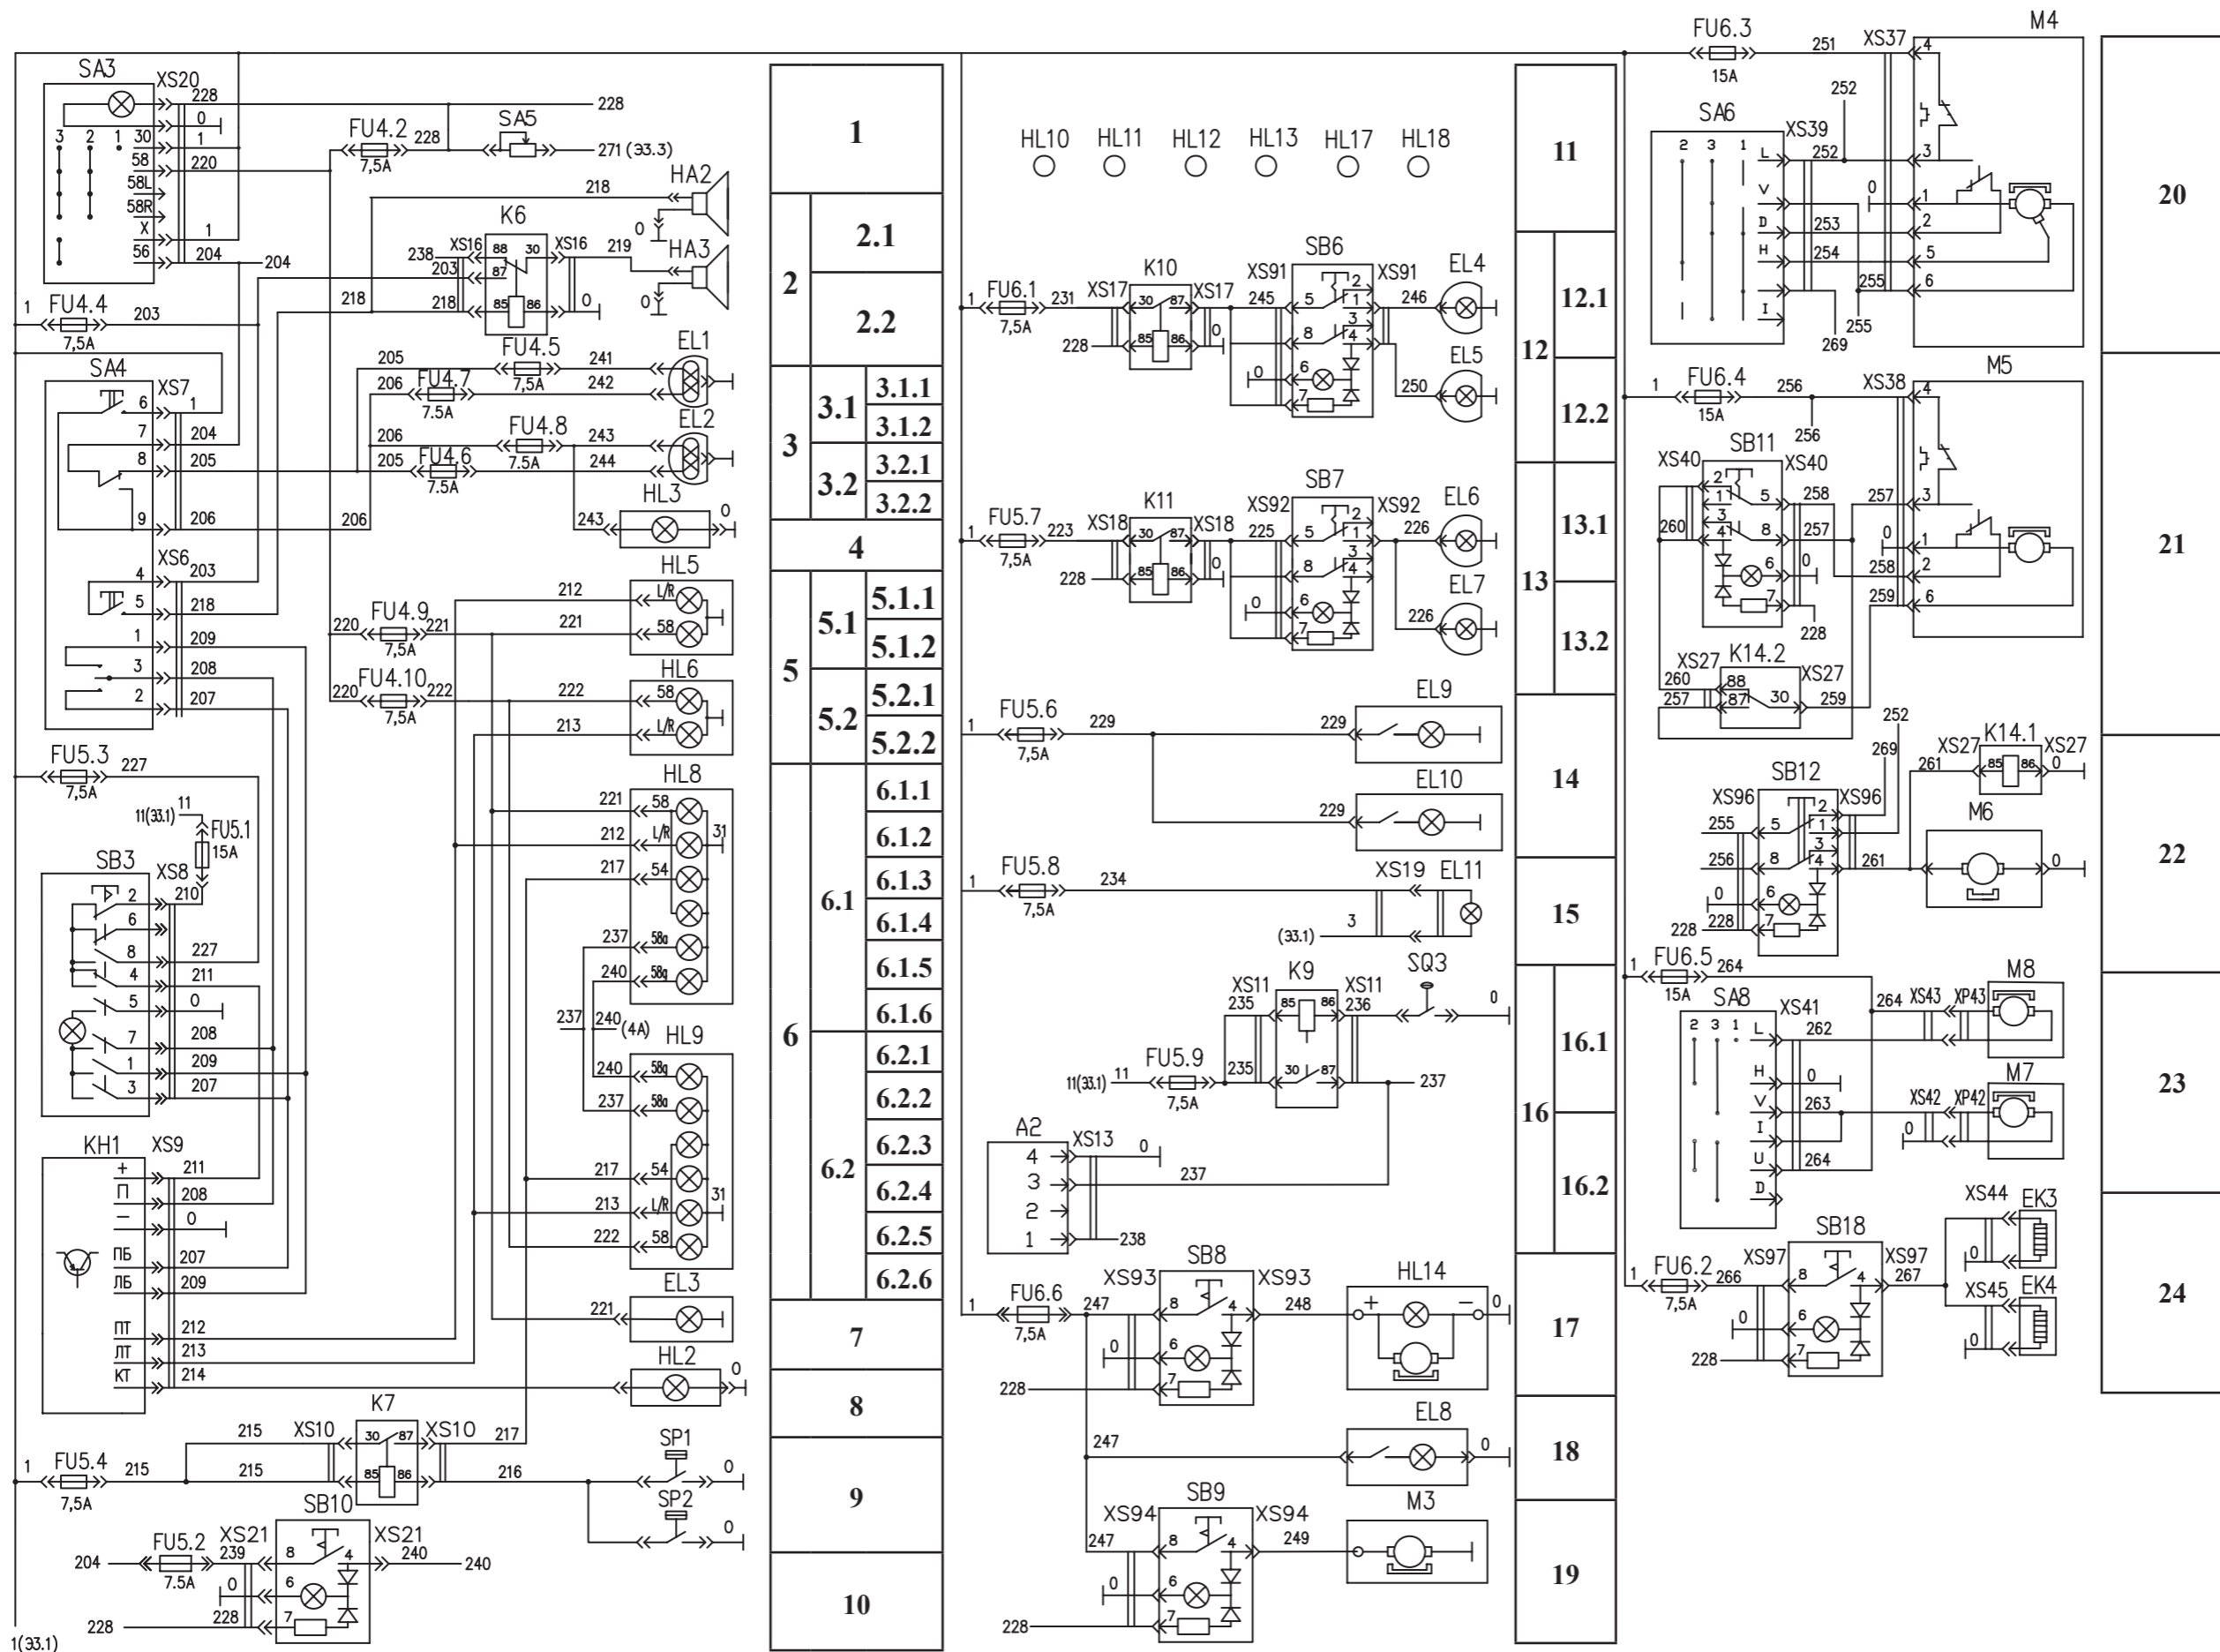 SA3
XS20
228
228
0
3 2 1 30
1
58
220
58L
58R
X
1
56
204
204
FU4.2
228
7,5A
SA5
271 (Э3.3)
218
HA2
0
K6
238
XS16
88 30
XS16
219
HA3
203
87
0
218
218
85 86
0
1
FU4.4
203
7,5A
SA4
XS7
6
1
7
204
8
205
9
206
206
205
FU4.5
241
EL1
7,5A
206
FU4.7
242
7.5A
206
FU4.8
243
EL2
7.5A
205
FU4.6
244
7.5A
HL3
243
0
XS6
4
203
5
218
1
209
3
208
2
207
HL5
212
L/R
220
FU4.9
221
221
58
7,5A
HL6
220
FU4.10
222
222
58
7,5A
213
L/R
FU5.3
227
7,5A
11(Э3.1)
11
FU5.1
15A
SB3
XS8
2
210
6
8
227
4
211
5
0
7
208
1
209
3
207
HL8
221
58
212
L/R
31
217
54
237
58a
240
58g
237
240
(4A)
HL9
240
58g
237
58a
217
54
213
L/R
31
222
58
KH1
XS9
+
211
П
208
—
0
ПБ
207
ЛБ
209
ПТ
212
ЛТ
213
КТ
214
EL3
221
HL2
0
K7
215
XS10
30 87
XS10
217
1
FU5.4
215
215
85 86
216
7,5A
SP1
0
SP2
0
SB10
204
FU5.2
XS21
239
8
4
XS21
240
240
7.5A
0
6
228
228
7
1(Э3.1)
1
2
2.1
2.2
3
3.1
3.1.1
3.1.2
3.2
3.2.1
3.2.2
4
5
5.1
5.1.1
5.1.2
5.2
5.2.1
5.2.2
6
6.1
6.1.1
6.1.2
6.1.3
6.1.4
6.1.5
6.1.6
6.2
6.2.1
6.2.2
6.2.3
6.2.4
6.2.5
6.2.6
7
8
9
10
HL10 HL11 HL12 HL13 HL17 HL18
1
FU6.1
231
XS17
K10
30 87
XS17
245
XS91
SB6
5
2
1
XS91
246
EL4
7,5A
228
85 86
0
8
3
4
EL5
0
6
250
7
1
FU5.7
223
XS18
K11
30 87
XS18
225
XS92
SB7
5
2
1
XS92
226
EL6
7,5A
228
85 86
0
8
3
4
EL7
0
6
226
7
1
FU5.6
229
229
EL9
7,5A
229
EL10
1
FU5.8
234
XS19
EL11
7,5A
3
(Э3.1)
K9
SQ3
XS11
235
85 86
XS11
236
0
11(Э3.1)
11
FU5.9
235
30 87
237
7,5A
A2
XS13
4
0
3
237
2
1
238
1
FU6.6
247
XS93
SB8
8
4
XS93
248
HL14
+
—
0
7,5A
0
6
228
7
247
EL8
0
247
XS94
SB9
8
4
XS94
249
M3
0
6
228
7
11
12
12.1
12.2
13
13.1
13.2
14
15
16
16.1
16.2
17
18
19
FU6.3
251
XS37
M4
15A
4
252
SA6
XS39
2 3 1
L
252
3
V
0
1
D
253
2
H
254
5
255
6
I
255
269
1
FU6.4
256
XS38
M5
15A
4
256
SB11
XS40
2
1
XS40
5
258
257
3
260
3
4
8
257
0
1
6
0
258
2
7
259
6
228
XS27
K14.2
XS27
260
88
257
87
30
259
252
269
K14.1
XS27
XS27
261
85 86
0
SB12
XS96
2
XS96
255
5
1
256
8
3
4
261
M6
0
0
6
228
228
7
1
FU6.5
264
15A
SA8
XS41
2 3 1
L
262
264
XS43
XP43
M8
H
0
V
263
XS42
XP42
M7
I
0
U
264
D
1
FU6.2
266
XS97
SB18
8
4
XS97
267
XS44
EK3
7,5A
0
0
6
XS45
EK4
228
7
0
20
21
22
23
24